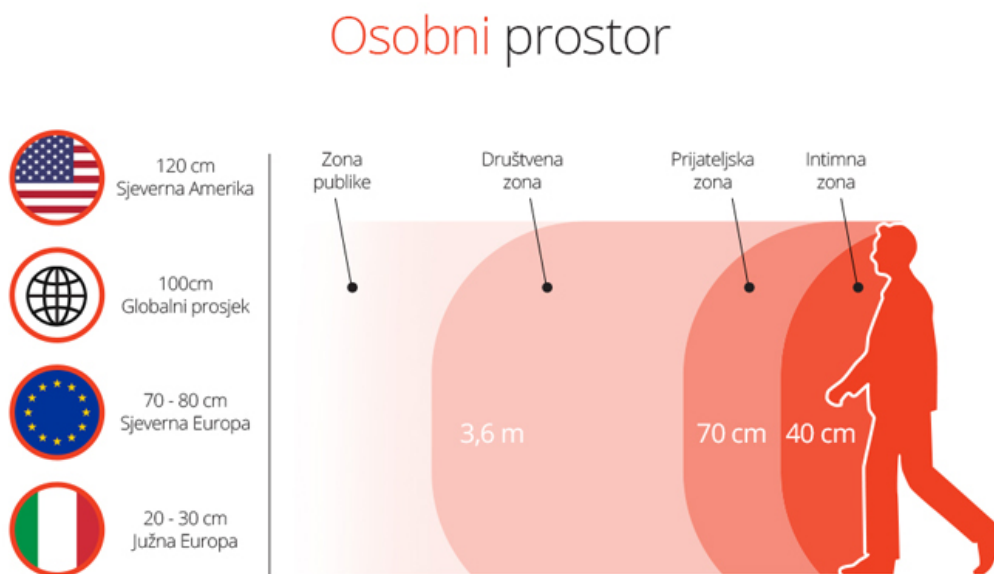 Osobni prostor
120 cm
Sjeverna Amerika
100cm
Globalni prosjek
70 - 80 cm
Sjeverna Europa
20 - 30 cm
Južna Europa
Zona
publike
Društvena
zona
Prijateljska
zona
Intimna
zona
3,6 m
70 cm
40 cm